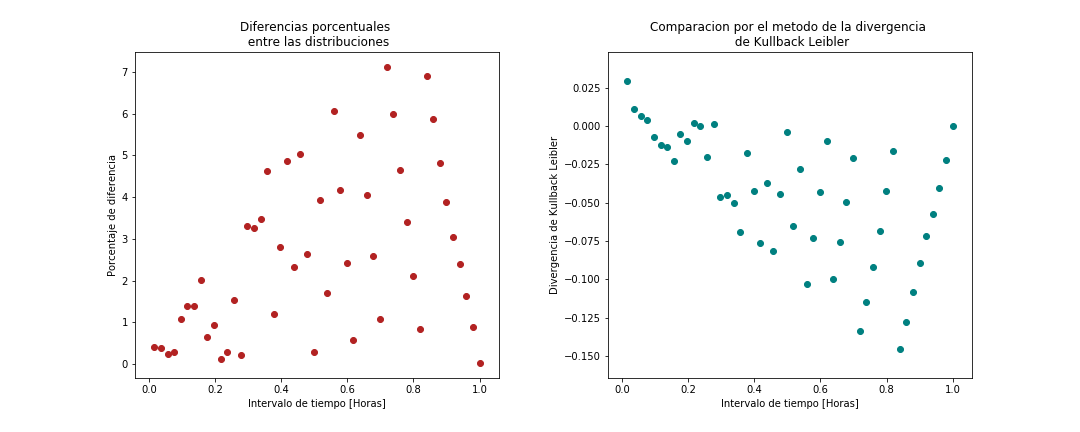 Diferencias porcentuales
entre las distribuciones
Porcentaje de diferencia
7
6
5
4
3
2
1
0
0.0 0.2 0.4 0.6 0.8 1.0
Intervalo de tiempo [Horas]
Comparacion por el metodo de la divergencia
de Kullback Leibler
Divergencia de Kullback Leibler
0.025
0.000
−0.025
−0.050
−0.075
−0.100
−0.125
−0.150
0.0 0.2 0.4 0.6 0.8 1.0
Intervalo de tiempo [Horas]